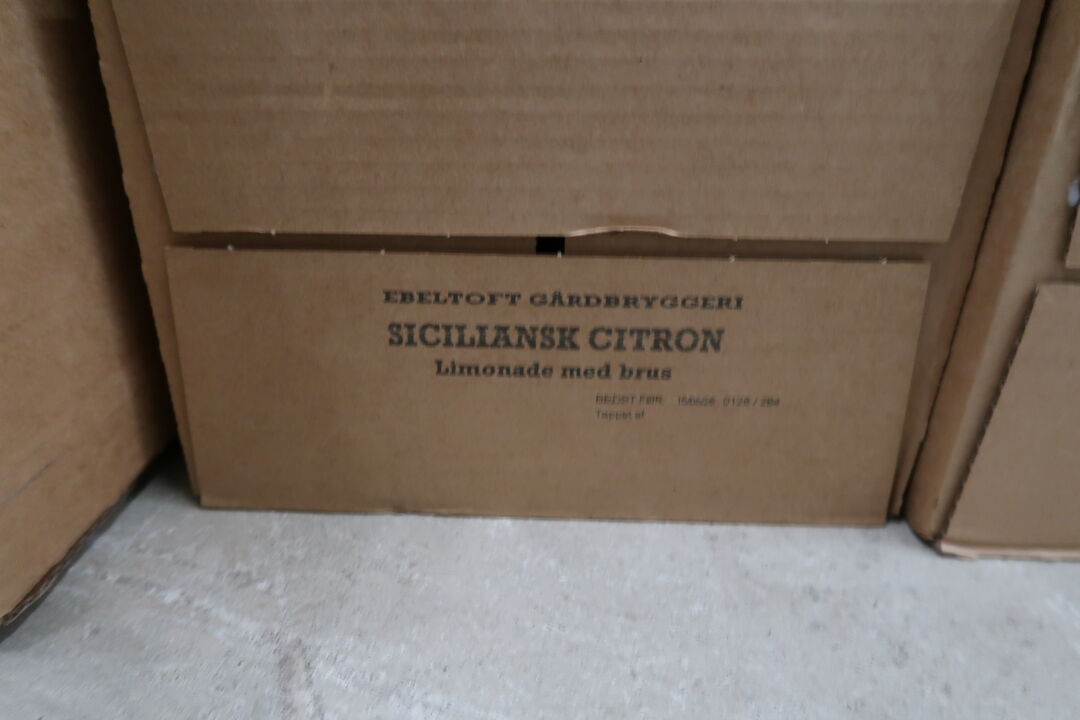 EBELTOFT GÅRDBRYGGERI
SICILIANSK CITRON
Limonade med brus
BEDST FØR
Tappet af